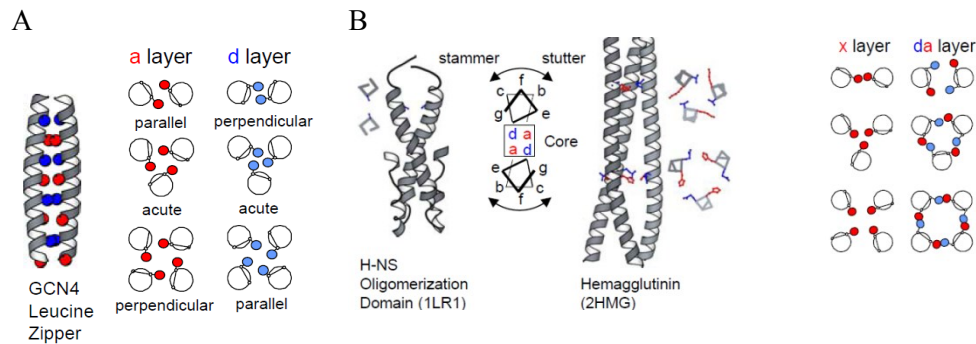 A
B
a layer
d layer
parallel
perpendicular
acute
acute
perpendicular
parallel
GCN4
Leucine
Zipper
stammer
stutter
f
c b
g e
d a
a d
Core
e g
b c
f
H-NS
Oligomerization
Domain (1LR1)
Hemagglutinin
(2HMG)
x layer
da layer